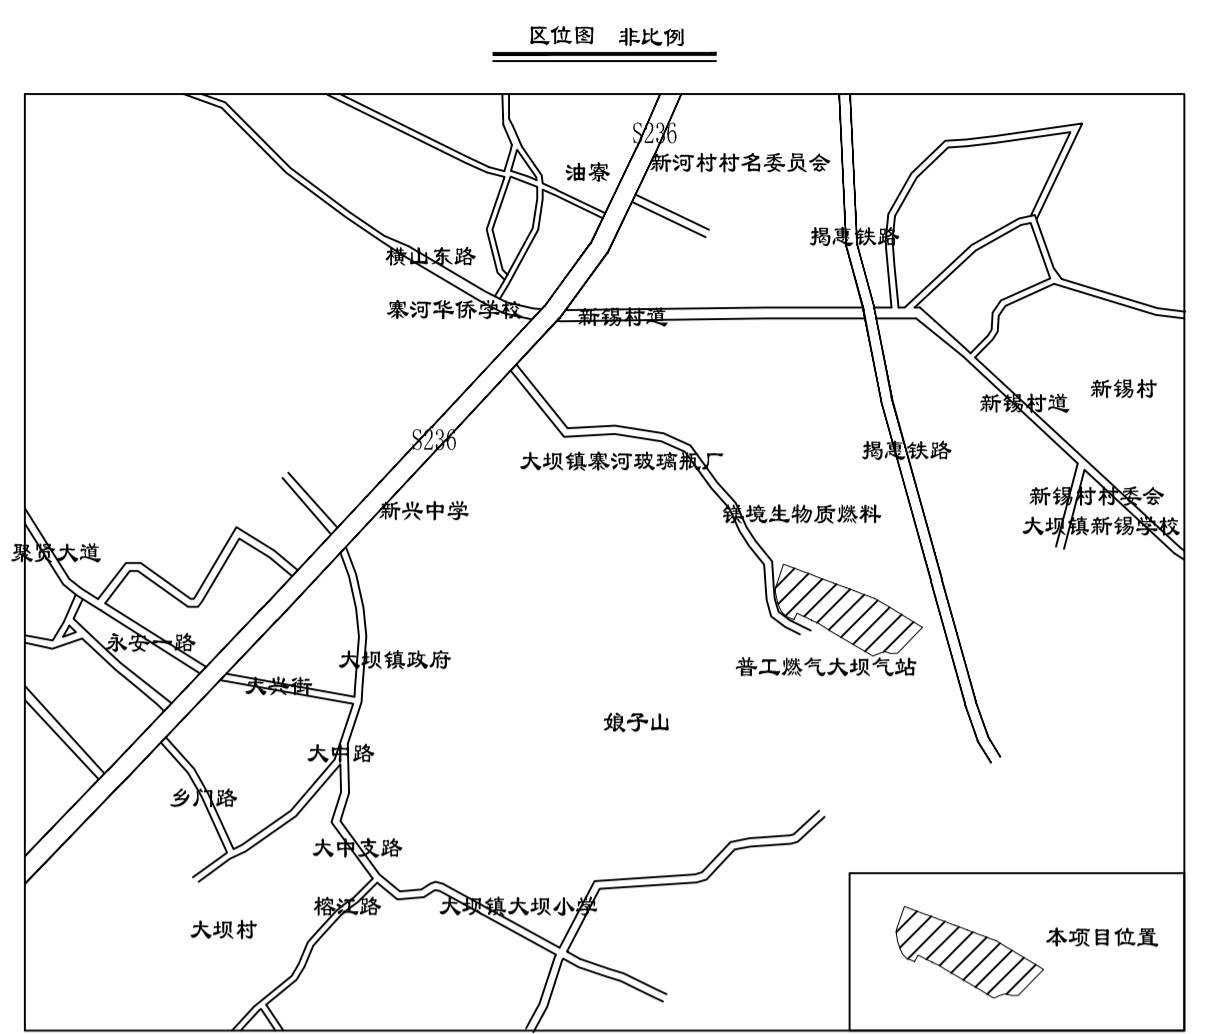 区位图 非比例
S236
新河村村名委员会
油寮
揭惠铁路
横山东路
寨河华侨学校
新锡村道
新锡村
新锡村道
S236
揭惠铁路
大坝镇寨河玻璃瓶厂
新锡村村委会
新兴中学
镁境生物质燃料
大坝镇新锡学校
聚贤大道
永安一路
大坝镇政府
普工燃气大坝气站
大兴街
娘子山
大中路
乡门路
大中支路
榕江路
大坝镇大坝小学
大坝村
本项目位置